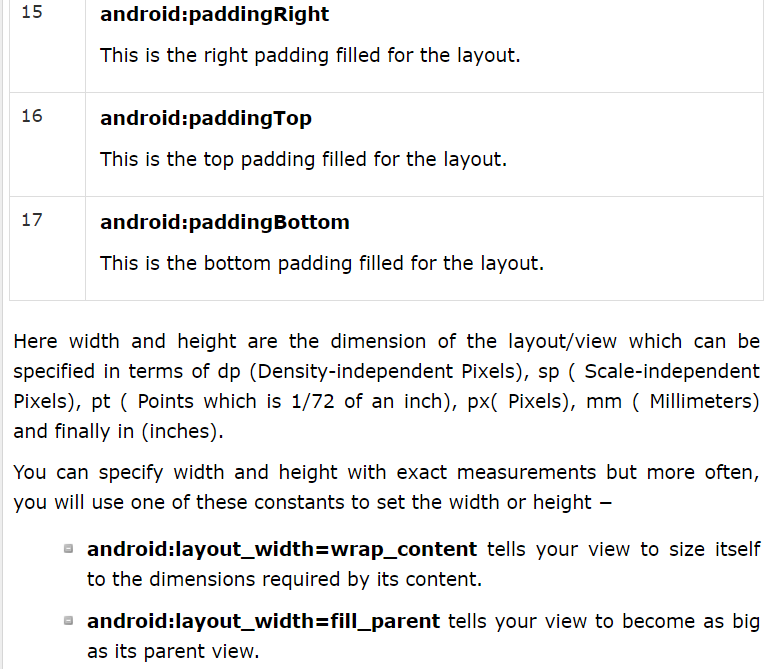 15 android:paddingRight
This is the right padding filled for the layout.
16 android:paddingTop
This is the top padding filled for the layout.
17 android:paddingBottom
This is the bottom padding filled for the layout.
Here width and height are the dimension of the layout/view which can be
specified in terms of dp (Density-independent Pixels), sp ( Scale-independent
Pixels), pt ( Points which is 1/72 of an inch), px( Pixels), mm ( Millimeters)
and finally in (inches).
You can specify width and height with exact measurements but more often,
you will use one of these constants to set the width or height −
android:layout_width=wrap_content tells your view to size itself
to the dimensions required by its content.
android:layout_width=fill_parent tells your view to become as big
as its parent view.